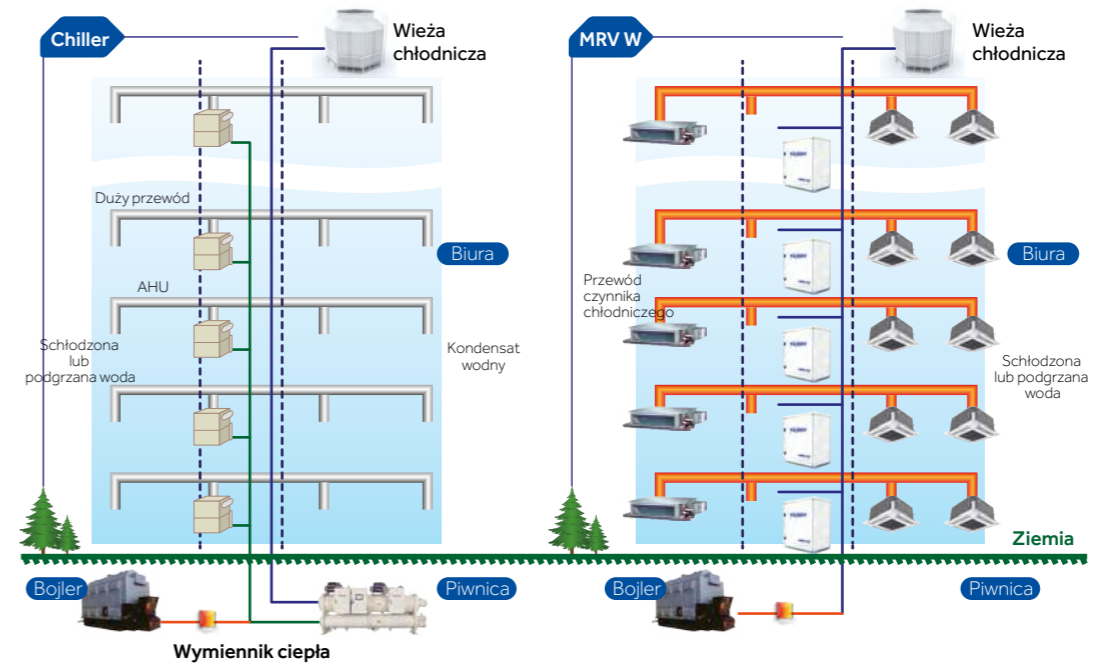 Chiller
Wieża
chłodnicza
Duży przewód
Biura
AHU
Schłodzona
lub
podgrzana woda
Kondensat
wodny
Bojler
Piwnica
Wymiennik ciepła
MRV W
Wieża
chłodnicza
Biura
Przewód
czynnika
chłodniczego
Schłodzona
lub podgrzana
woda
Ziemia
Bojler
Piwnica